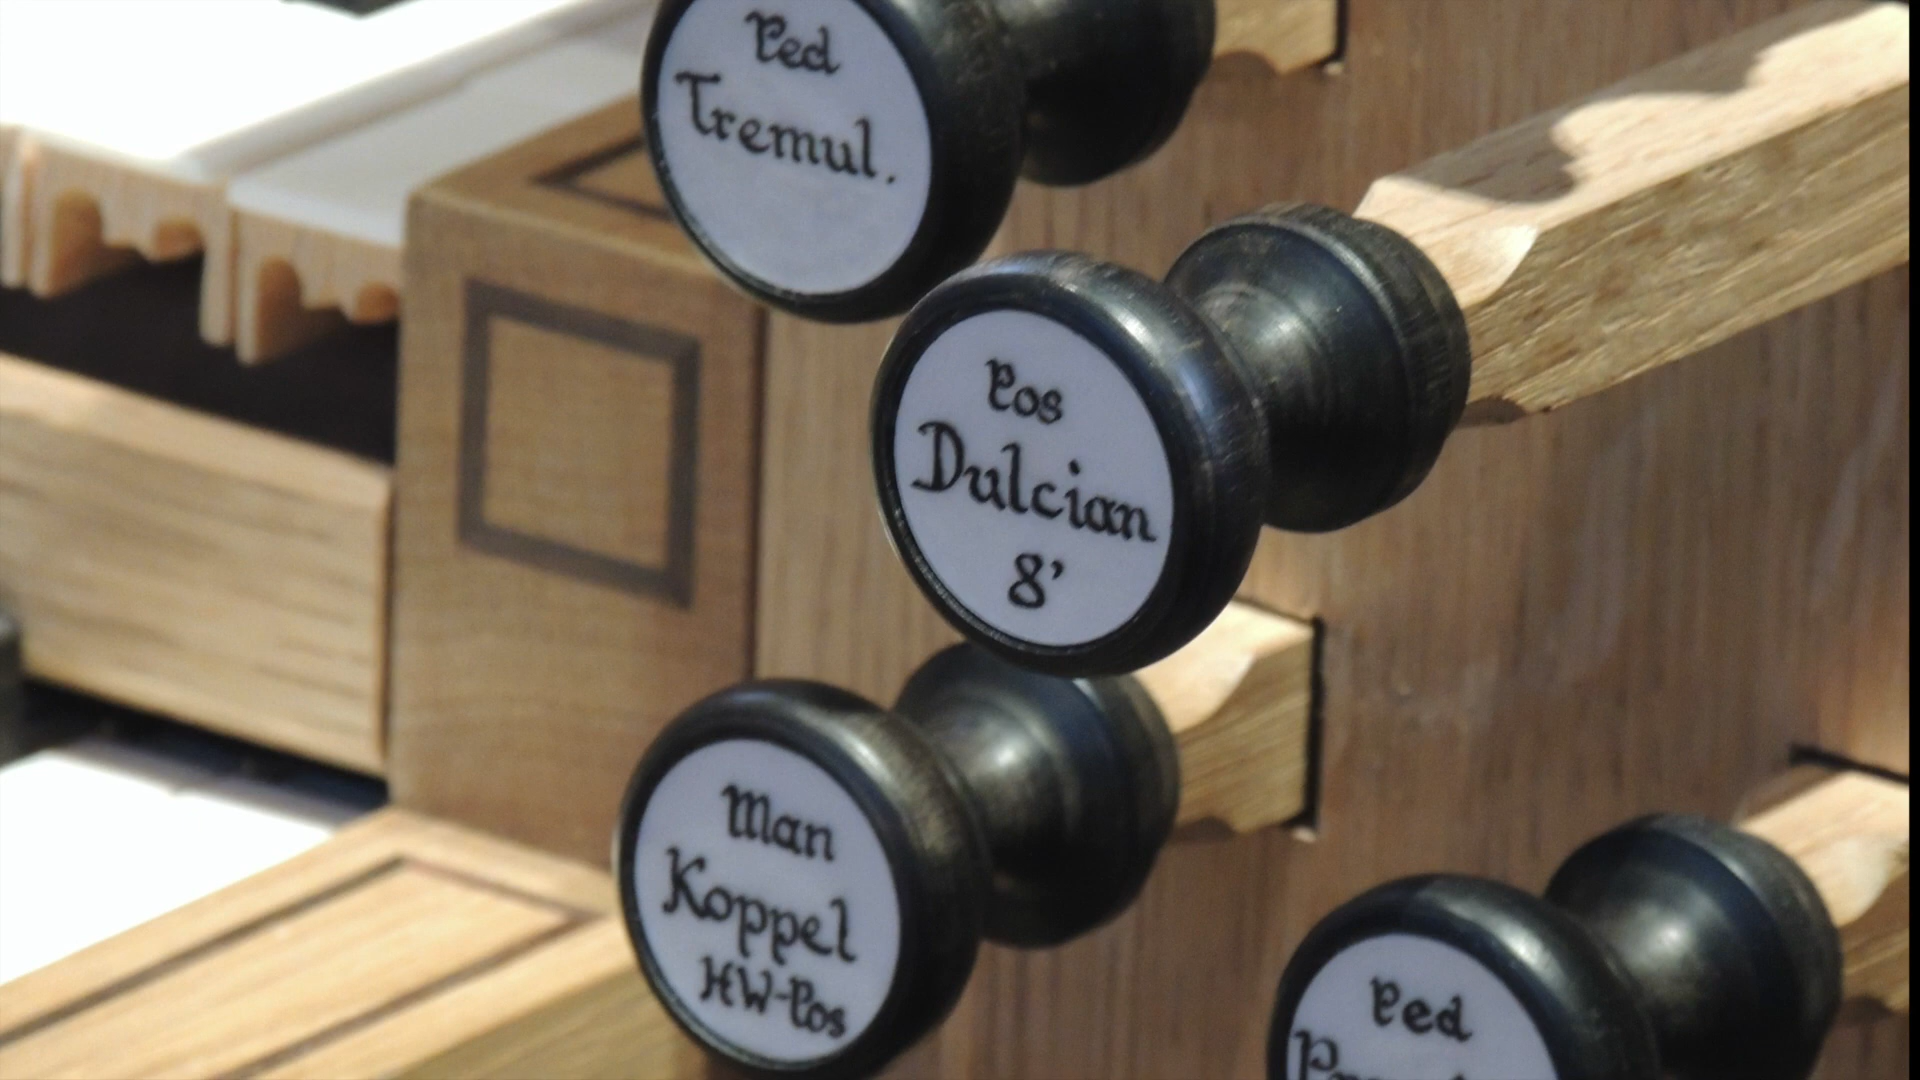 Ped
Tremul.
Pos
Dulcian
8'
Man
Koppel
HW-Pos
Ped